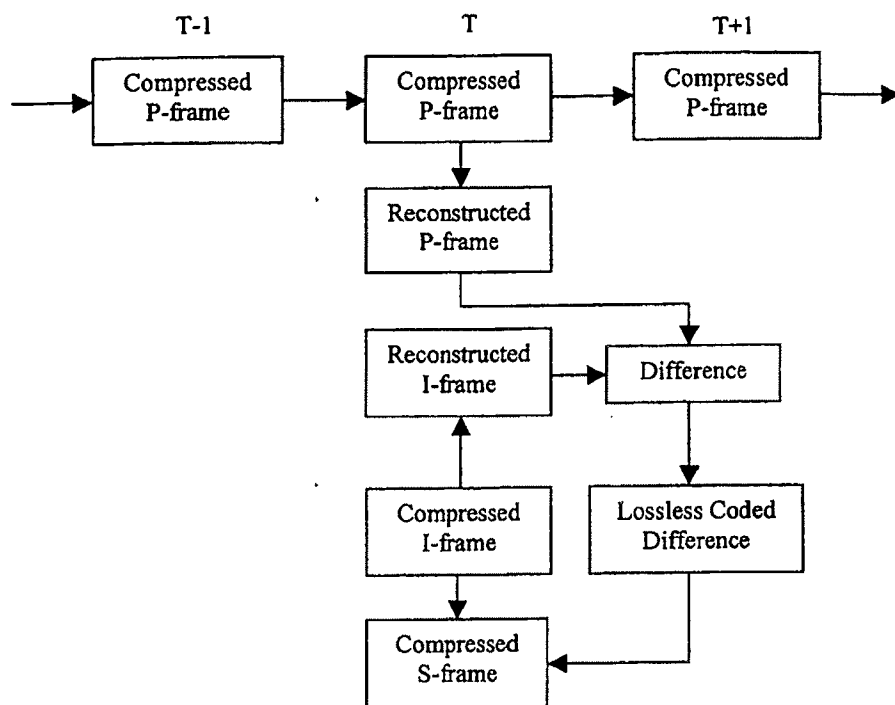 T-1
T
T+1
Compressed
P-frame
Compressed
P-frame
Compressed
P-frame
Reconstructed
P-frame
Reconstructed
I-frame
Difference
Compressed
I-frame
Lossless Coded
Difference
Compressed
S-frame